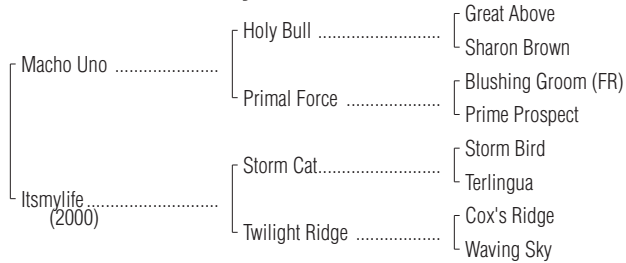 Great Above
Holy Bull ........................
Sharon Brown
Macho Uno ....................
Blushing Groom (FR)
Primal Force ..................
Prime Prospect
Storm Bird
Storm Cat........................
Terlingua
Itsmylife .........................
(2000)
Cox's Ridge
Twilight Ridge ................
Waving Sky